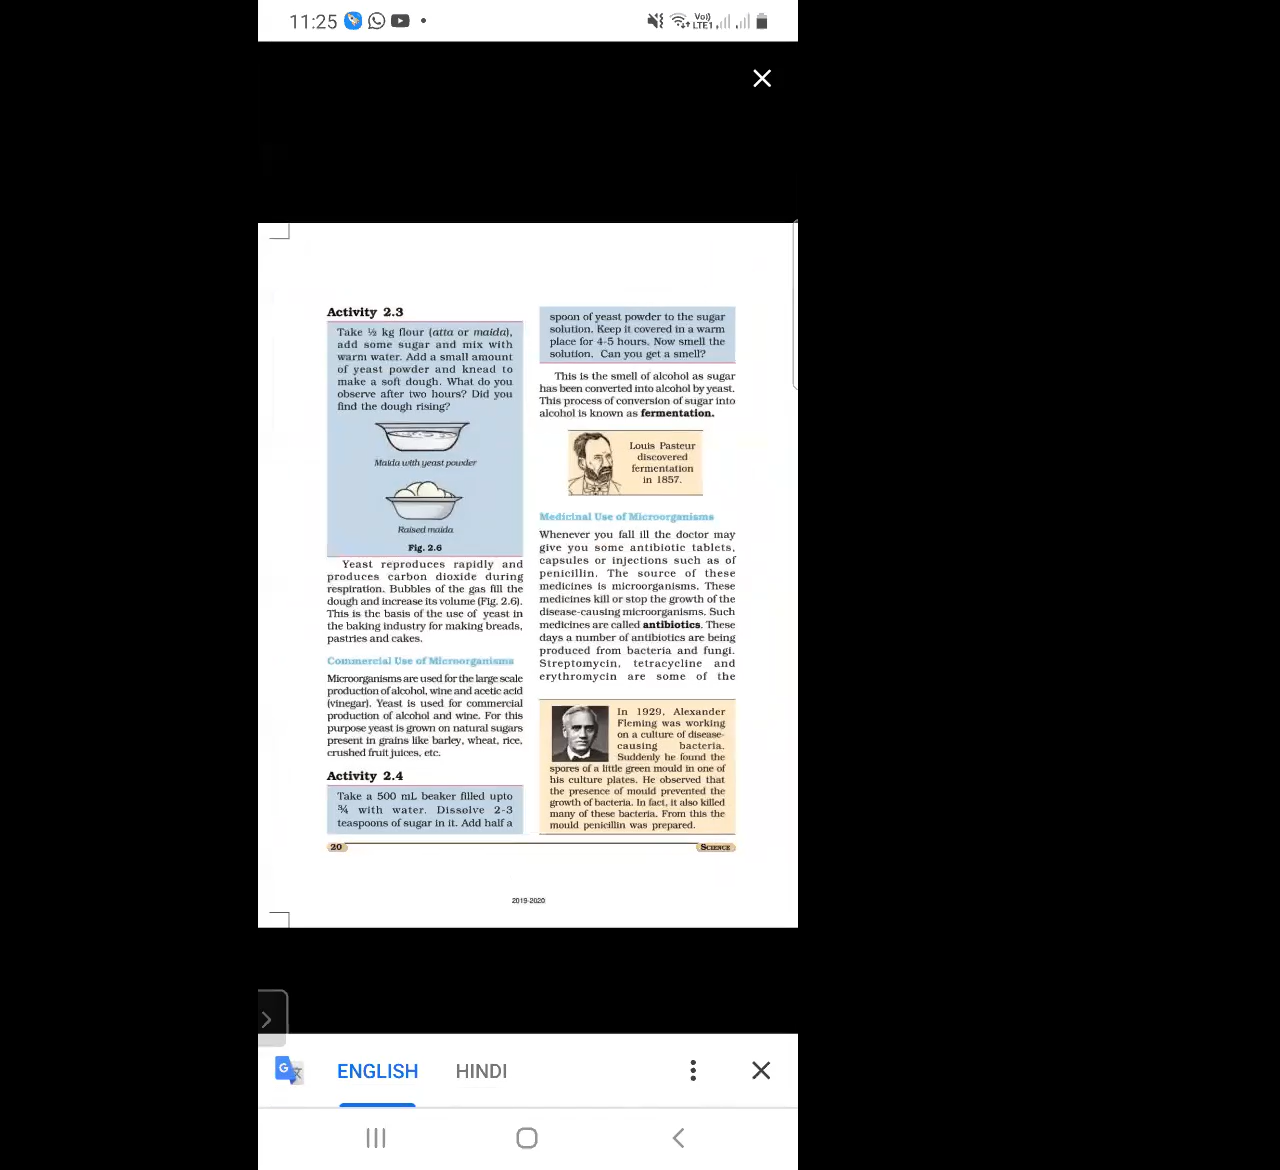 11:25
Vo))
LTE1
Activity 2.3
Take ½ kg flour (atta or maida),
add some sugar and mix with
warm water. Add a small amount
of yeast powder and knead to
make a soft dough. What do you
observe after two hours? Did you
find the dough rising?
Maida with yeast powder
Raised maida
Fig. 2.6
Yeast reproduces rapidly and
produces carbon dioxide during
respiration. Bubbles of the gas fill the
dough and increase its volume (Fig. 2.6).
This is the basis of the use of yeast in
the baking industry for making breads,
pastries and cakes.
Commercial Use of Microorganisms
Microorganisms are used for the large scale
production of alcohol, wine and acetic acid
(vinegar). Yeast is used for commercial
production of alcohol and wine. For this
purpose yeast is grown on natural sugars
present in grains like barley, wheat, rice,
crushed fruit juices, etc.
Activity 2.4
Take a 500 mL beaker filled upto
¾ with water. Dissolve 2-3
teaspoons of sugar in it. Add half a
spoon of yeast powder to the sugar
solution. Keep it covered in a warm
place for 4-5 hours. Now smell the
solution. Can you get a smell?
This is the smell of alcohol as sugar
has been converted into alcohol by yeast.
This process of conversion of sugar into
alcohol is known as fermentation.
Louis Pasteur
discovered
fermentation
in 1857.
Medicinal Use of Microorganisms
Whenever you fall ill the doctor may
give you some antibiotic tablets,
capsules or injections such as of
penicillin. The source of these
medicines is microorganisms. These
medicines kill or stop the growth of the
disease-causing microorganisms. Such
medicines are called antibiotics. These
days a number of antibiotics are being
produced from bacteria and fungi.
Streptomycin, tetracycline and
erythromycin are some of the
In 1929, Alexander
Fleming was working
on a culture of disease-
causing bacteria.
Suddenly he found the
spores of a little green mould in one of
his culture plates. He observed that
the presence of mould prevented the
growth of bacteria. In fact, it also killed
many of these bacteria. From this the
mould penicillin was prepared.
20
SCIENCE
2019-2020
ENGLISH HINDI